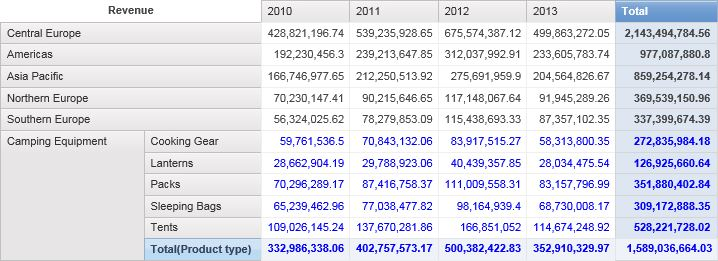 Revenue 2010 2011 2012 2013 Total
Central Europe 428,821,196.74 539,235,928.65 675,574,387.12 499,863,272.05 2,143,494,784.56
Americas 192,230,456.3 239,213,647.85 312,037,992.91 233,605,783.74 977,087,880.8
Asia Pacific 166,746,977.65 212,250,513.92 275,691,959.9 204,564,826.67 859,254,278.14
Northern Europe 70,230,147.41 90,215,646.65 117,148,067.64 91,945,289.26 369,539,150.96
Southern Europe 56,324,025.62 78,279,853.09 115,438,693.33 87,357,102.35 337,399,674.39
Camping Equipment Cooking Gear 59,761,536.5 70,843,132.06 83,917,515.27 58,313,800.35 272,835,984.18
Lanterns 28,662,904.19 29,788,923.06 40,439,357.85 28,034,475.54 126,925,660.64
Packs 70,296,289.17 87,416,758.37 111,009,558.31 83,157,796.99 351,880,402.84
Sleeping Bags 65,239,462.96 77,038,477.82 98,164,939.4 68,730,008.17 309,172,888.35
Tents 109,026,145.24 137,670,281.86 166,851,052 114,674,248.92 528,221,728.02
Total(Product type) 332,986,338.06 402,757,573.17 500,382,422.83 352,910,329.97 1,589,036,664.03